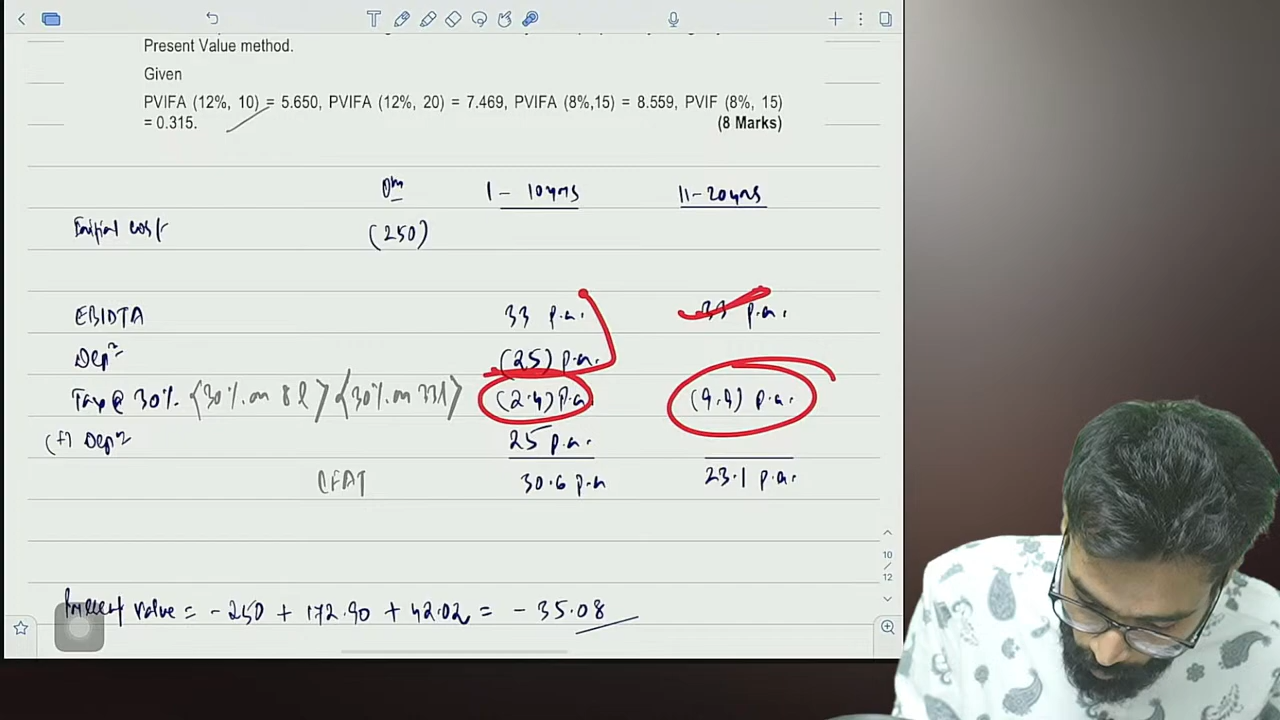 Present Value method.
Given
PVIFA (12%, 10) = 5.650, PVIFA (12%, 20) = 7.469, PVIFA (8%,15) = 8.559, PVIF (8%, 15)
= 0.315. (8 Marks)
1 - 10yrs 11-20yrs
Initial cost (250)
EBIDTA 33 p.a. 33 p.a.
Depn (25) p.a.
Tax @ 30% {30% on 8l} {30% on 33l} (2.4) p.a. (9.9) p.a.
(+) Depn 25 p.a.
CFAT 30.6 p.a 23.1 p.a.
Present value = - 250 + 172.90 + 42.02 = - 35.08
10
/
12